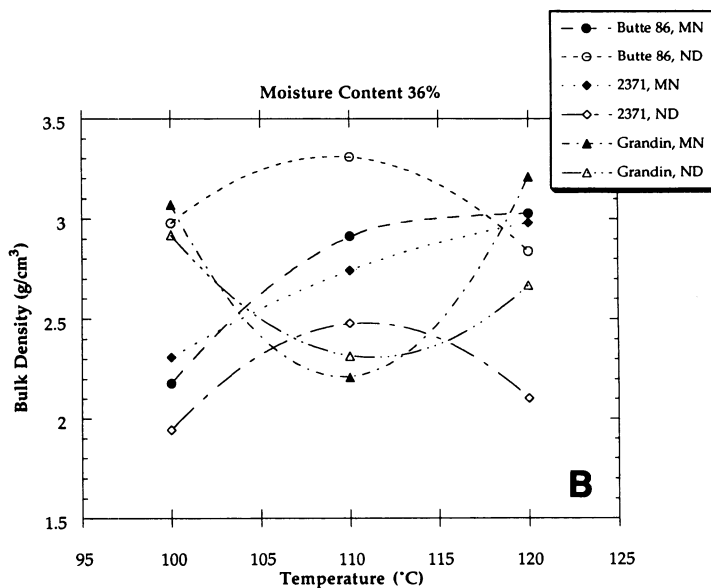 Butte 86, MN
Butte 86, ND
2371, MN
2371, ND
Grandin, MN
Grandin, ND
Moisture Content 36%
3.5
3
2.5
2
1.5
Bulk Density (g/cm³)
B
95 100 105 110 115 120 125
Temperature (°C)